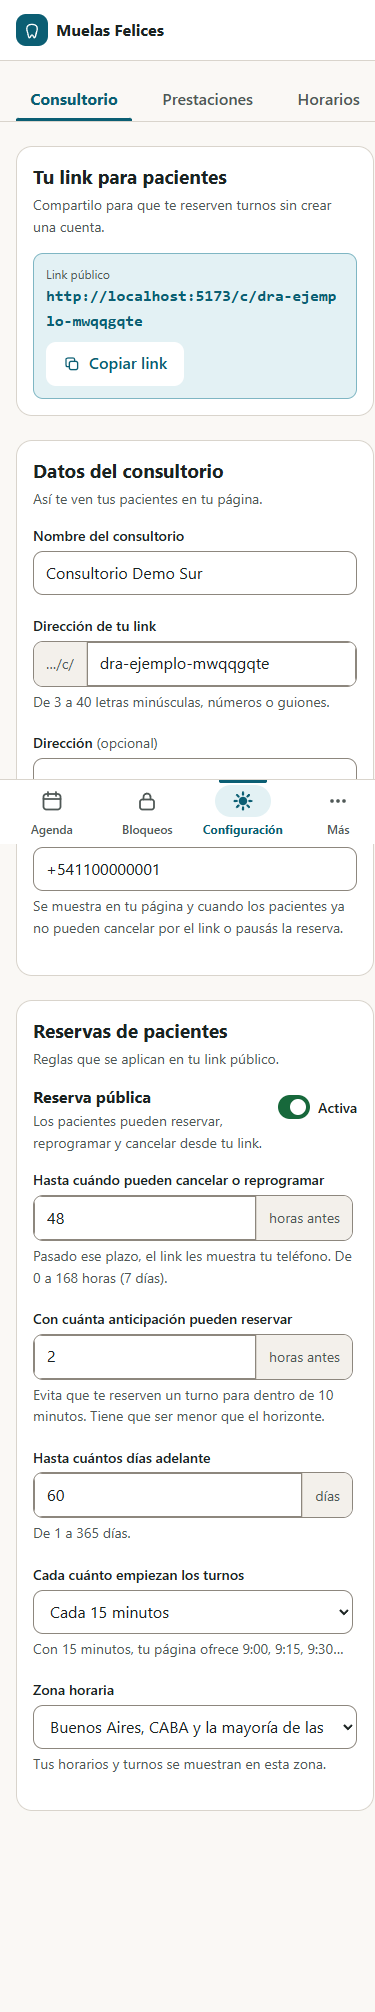 Muelas Felices
Consultorio
Prestaciones
Horarios
Tu link para pacientes
Compartilo para que te reserven turnos sin crear
una cuenta.
Link público
http://localhost:5173/c/dra-ejemp
lo-mwqqgqte
Copiar link
Datos del consultorio
Así te ven tus pacientes en tu página.
Nombre del consultorio
Consultorio Demo Sur
Dirección de tu link
.../c/
dra-ejemplo-mwqqgqte
De 3 a 40 letras minúsculas, números o guiones.
Dirección (opcional)
Agenda
Bloqueos
Configuración
Más
+541100000001
Se muestra en tu página y cuando los pacientes ya
no pueden cancelar por el link o pausás la reserva.
Reservas de pacientes
Reglas que se aplican en tu link público.
Reserva pública
Los pacientes pueden reservar,
reprogramar y cancelar desde tu link.
Activa
Hasta cuándo pueden cancelar o reprogramar
48
horas antes
Pasado ese plazo, el link les muestra tu teléfono. De
0 a 168 horas (7 días).
Con cuánta anticipación pueden reservar
2
horas antes
Evita que te reserven un turno para dentro de 10
minutos. Tiene que ser menor que el horizonte.
Hasta cuántos días adelante
60
días
De 1 a 365 días.
Cada cuánto empiezan los turnos
Cada 15 minutos
Con 15 minutos, tu página ofrece 9:00, 9:15, 9:30...
Zona horaria
Buenos Aires, CABA y la mayoría de las
Tus horarios y turnos se muestran en esta zona.